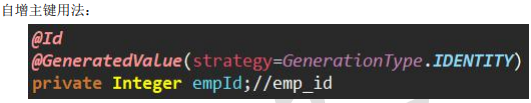 自增主键用法：
@Id
@GeneratedValue(strategy=GenerationType.IDENTITY)
private Integer empId;//emp_id